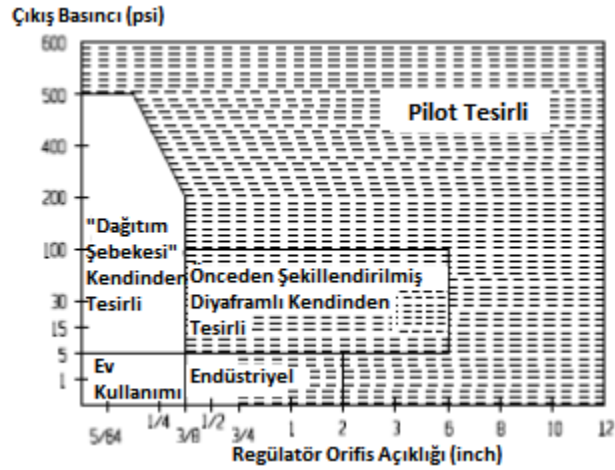 Çıkış Basıncı (psi)
600
500
400
200
100
30
15
5
1
Pilot Tesirli
"Dağıtım
Şebekesi"
Kendinden
Tesirli
Önceden Şekillendirilmiş
Diyaframlı Kendinden
Tesirli
Ev
Kullanımı
Endüstriyel
5/64 1/4 3/8 1/2 3/4 1 2 3 6 8 10 12
Regülatör Orifis Açıklığı (inch)